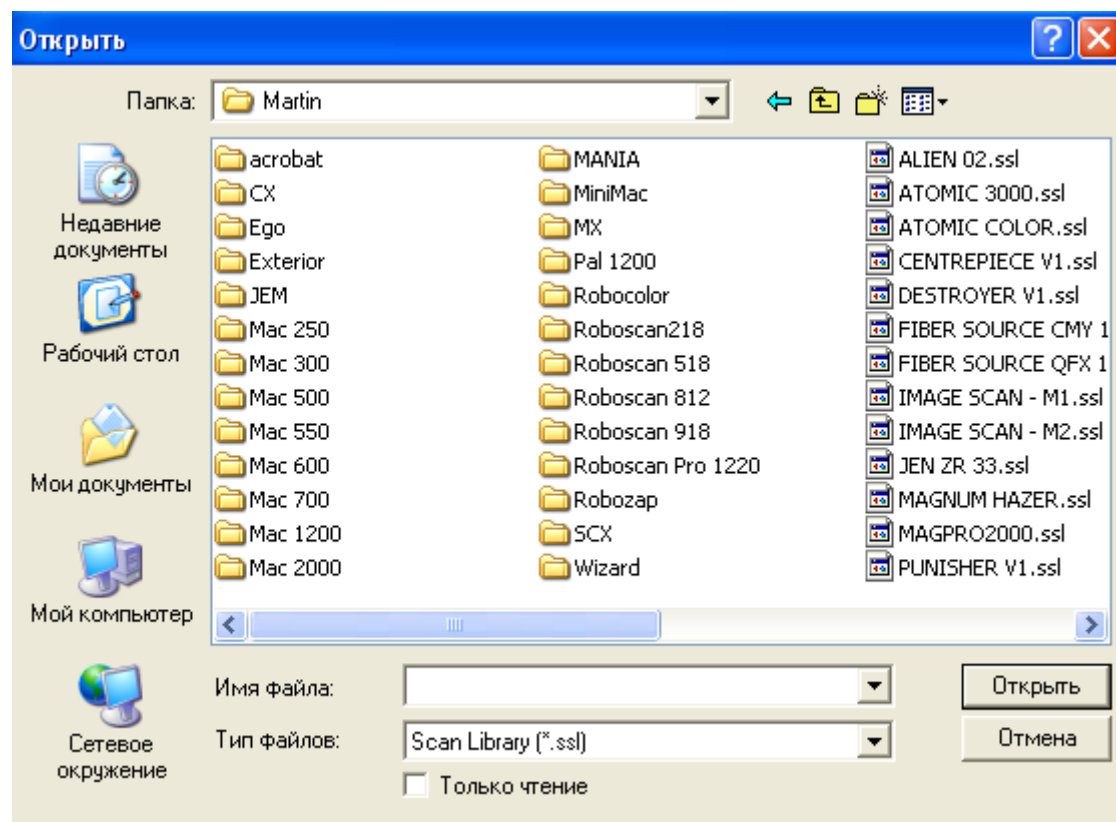 Открыть
Папка:
Martin
Недавние
документы
Рабочий стол
Мои документы
Мой компьютер
Сетевое
окружение
acrobat
CX
Ego
Exterior
JEM
Mac 250
Mac 300
Mac 500
Mac 550
Mac 600
Mac 700
Mac 1200
Mac 2000
MANIA
MiniMac
MX
Pal 1200
Robocolor
Roboscan218
Roboscan 518
Roboscan 812
Roboscan 918
Roboscan Pro 1220
Robozap
SCX
Wizard
ALIEN 02.ssl
ATOMIC 3000.ssl
ATOMIC COLOR.ssl
CENTREPIECE V1.ssl
DESTROYER V1.ssl
FIBER SOURCE CMY 1
FIBER SOURCE QFX 1
IMAGE SCAN - M1.ssl
IMAGE SCAN - M2.ssl
JEN ZR 33.ssl
MAGNUM HAZER.ssl
MAGPRO2000.ssl
PUNISHER V1.ssl
Имя файла:
Открыть
Тип файлов:
Scan Library (*.ssl)
Отмена
Только чтение